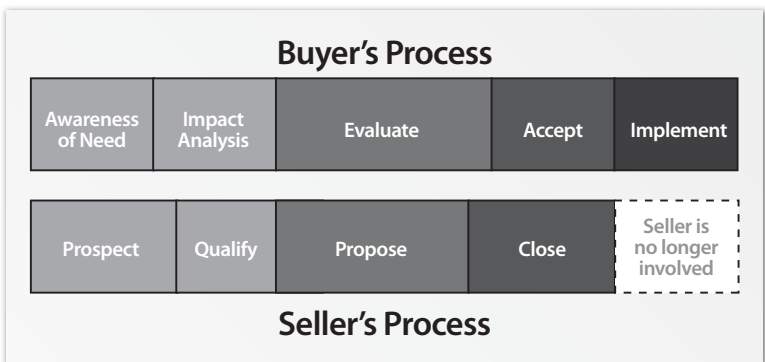 Buyer’s Process
Awareness
of Need
Impact
Analysis
Evaluate
Accept
Implement
Prospect
Qualify
Propose
Close
Seller is
no longer
involved
Seller’s Process